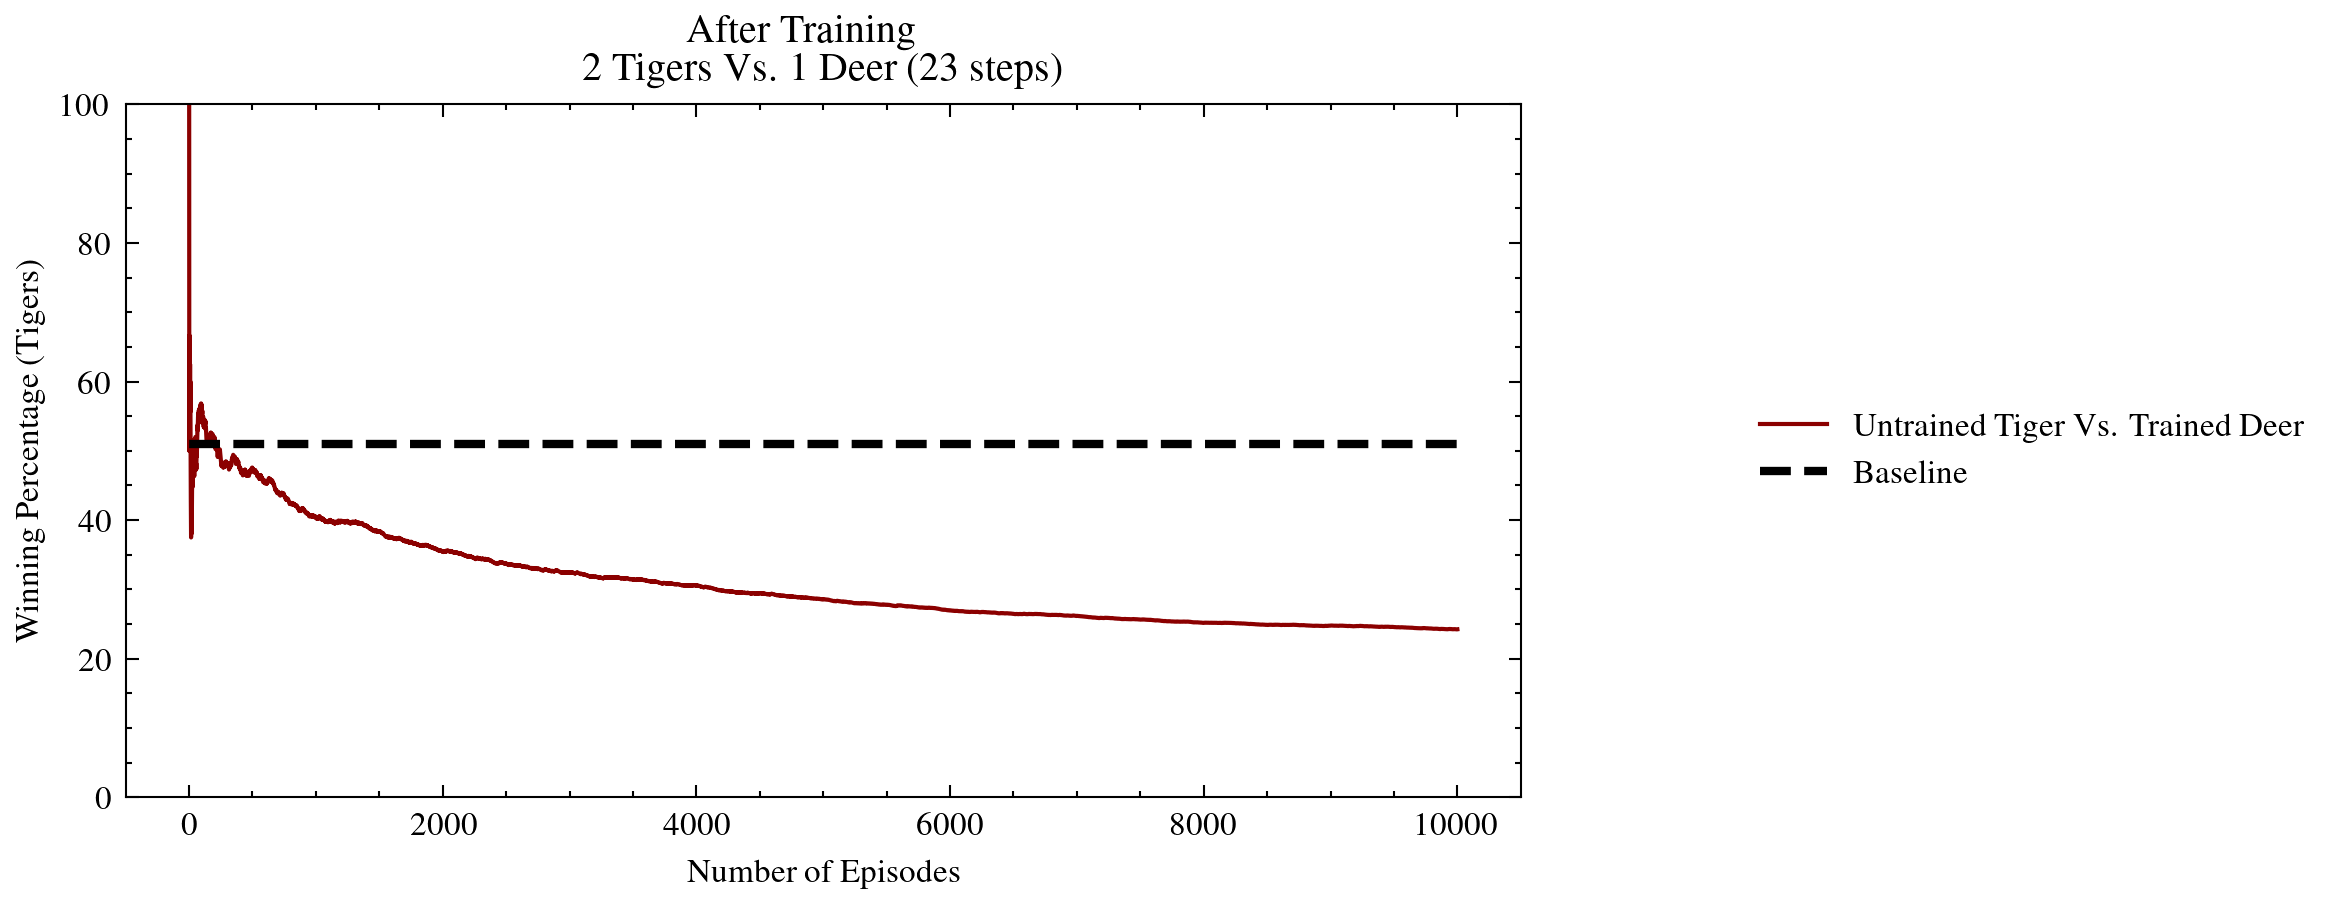 After Training
2 Tigers Vs. 1 Deer (23 steps)
100
80
60
40
20
0
Winning Percentage (Tigers)
0 2000 4000 6000 8000 10000
Number of Episodes
Untrained Tiger Vs. Trained Deer
Baseline